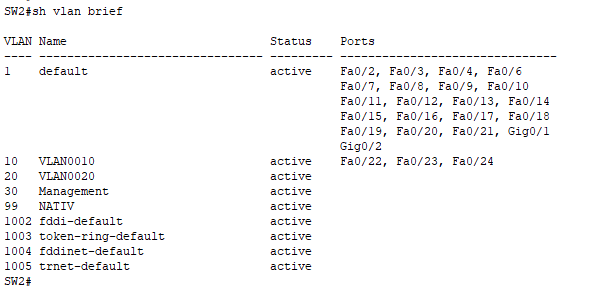 SW2#sh vlan brief
VLAN Name                             Status    Ports
---- -------------------------------- --------- -------------------------------
1    default                          active    Fa0/2, Fa0/3, Fa0/4, Fa0/6
                                                Fa0/7, Fa0/8, Fa0/9, Fa0/10
                                                Fa0/11, Fa0/12, Fa0/13, Fa0/14
                                                Fa0/15, Fa0/16, Fa0/17, Fa0/18
                                                Fa0/19, Fa0/20, Fa0/21, Gig0/1
                                                Gig0/2
10   VLAN0010                         active    Fa0/22, Fa0/23, Fa0/24
20   VLAN0020                         active
30   Management                       active
99   NATIV                            active
1002 fddi-default                     active
1003 token-ring-default               active
1004 fddinet-default                  active
1005 trnet-default                    active
SW2#